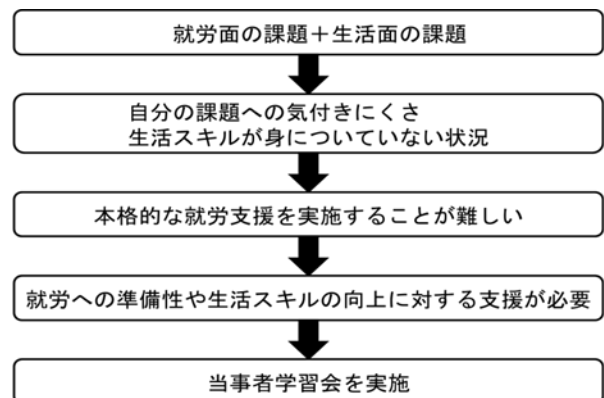 就労面の課題＋生活面の課題
自分の課題への気付きにくさ
生活スキルが身についていない状況
本格的な就労支援を実施することが難しい
就労への準備性や生活スキルの向上に対する支援が必要
当事者学習会を実施